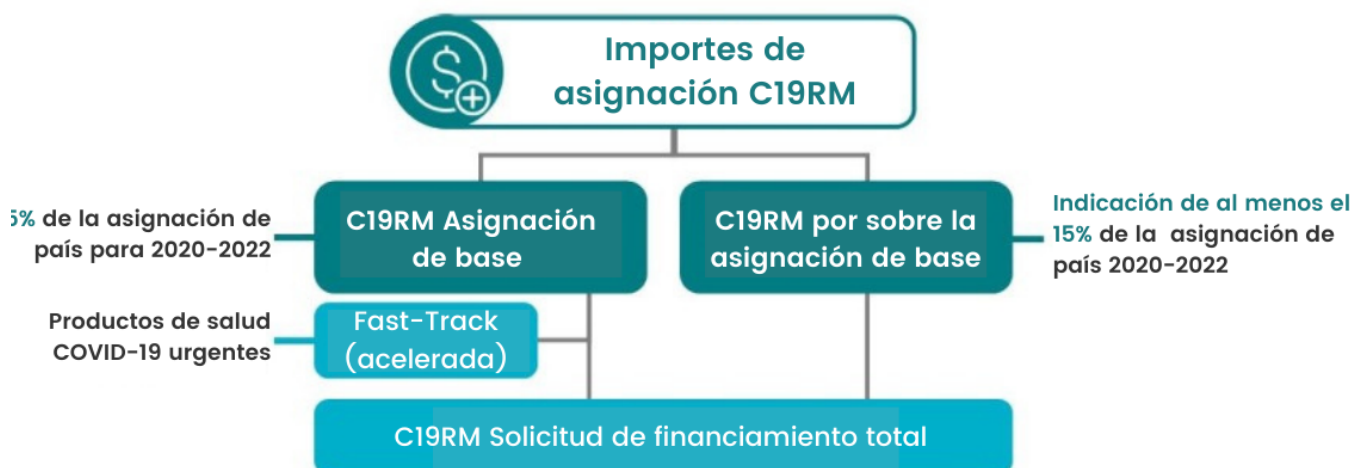 Importes de
asignación C19RM
5% de la asignación de
país para 2020-2022
C19RM Asignación
de base
C19RM por sobre la
asignación de base
Indicación de al menos el
15% de la asignación de
país 2020-2022
Productos de salud
COVID-19 urgentes
Fast-Track
(acelerada)
C19RM Solicitud de financiamiento total